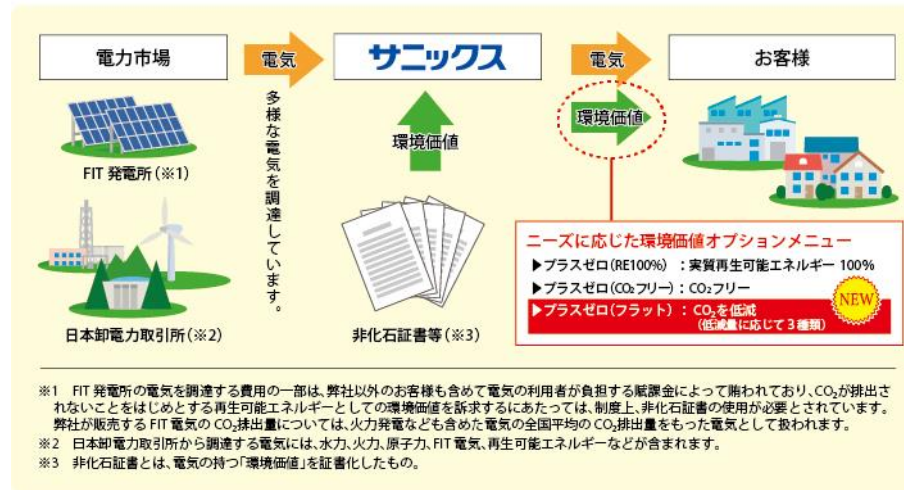 電力市場
電気
サニックス
電気
お客様
環境価値
環境価値
多様な電気を調達しています。
FIT 発電所(※1)
日本卸電力取引所(※2)
非化石証書等(※3)
ニーズに応じた環境価値オプションメニュー
▶プラスゼロ(RE100%) :実質再生可能エネルギー 100%
▶プラスゼロ(CO₂フリー):CO₂フリー
▶プラスゼロ(フラット) : CO₂を低減
(低減量に応じて3種類)
NEW
※1 FIT 発電所の電気を調達する費用の一部は、弊社以外のお客様も含めて電気の利用者が負担する賦課金によって賄われており、CO₂が排出さ
れないことをはじめとする再生可能エネルギーとしての環境価値を訴求するにあたっては、制度上、非化石証書の使用が必要とされています。
弊社が販売する FIT 電気の CO₂排出量については、火力発電なども含めた電気の全国平均の CO₂排出量をもった電気として扱われます。
※2 日本卸電力取引所から調達する電気には、水力、火力、原子力、FIT 電気、再生可能エネルギーなどが含まれます。
※3 非化石証書とは、電気の持つ「環境価値」を証書化したもの。